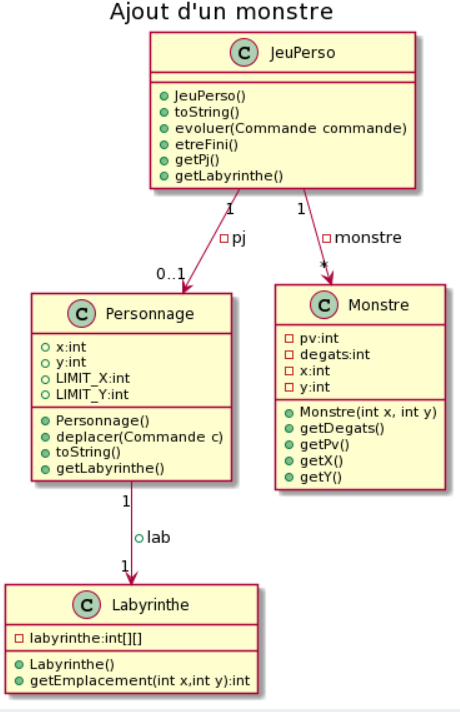 Ajout d'un monstre
C JeuPerso
JeuPerso()
toString()
evoluer(Commande commande)
etreFini()
getPj()
getLabyrinthe()
1
1
pj
monstre
0..1
*
C Personnage
x:int
y:int
LIMIT_X:int
LIMIT_Y:int
Personnage()
deplacer(Commande c)
toString()
getLabyrinthe()
C Monstre
pv:int
degats:int
x:int
y:int
Monstre(int x, int y)
getDegats()
getPv()
getX()
getY()
1
lab
1
C Labyrinthe
labyrinthe:int[][]
Labyrinthe()
getEmplacement(int x,int y):int